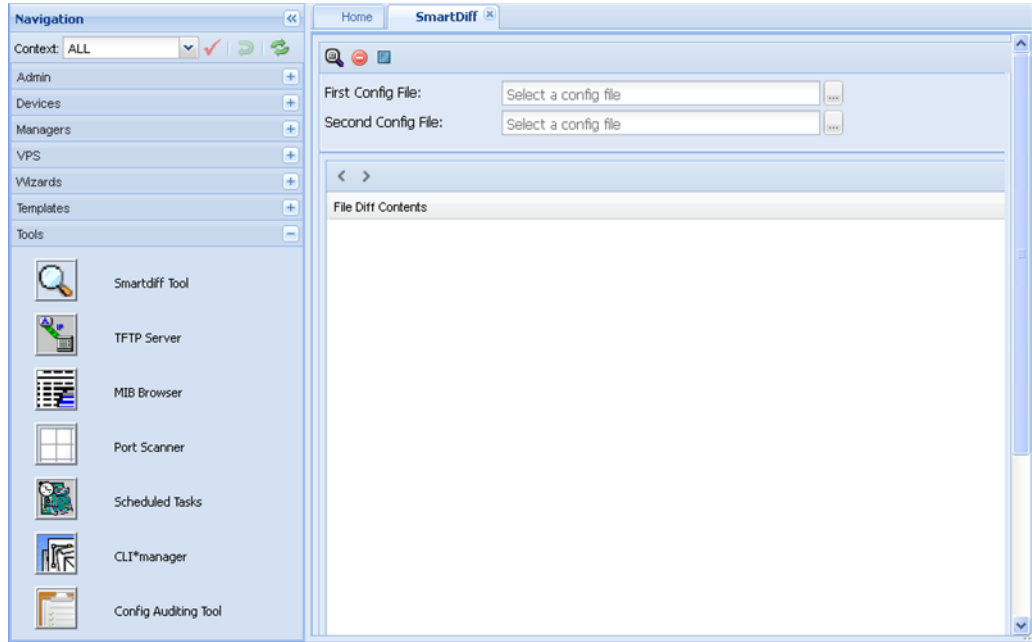 Navigation
Home
SmartDiff
Context: ALL
Admin
Devices
Managers
VPS
Wizards
Templates
Tools
Smartdiff Tool
TFTP Server
MIB Browser
Port Scanner
Scheduled Tasks
CLI*manager
Config Auditing Tool
First Config File: Select a config file ...
Second Config File: Select a config file ...
File Diff Contents